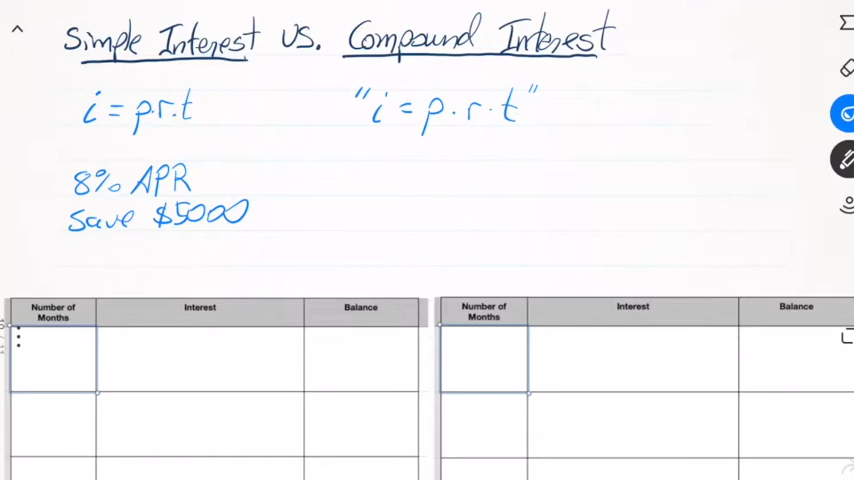 Simple Interest vs. Compound Interest
i = p.r.t "i = p · r · t"
8% APR
Save $5000
Number of Months Interest Balance Number of Months Interest Balance